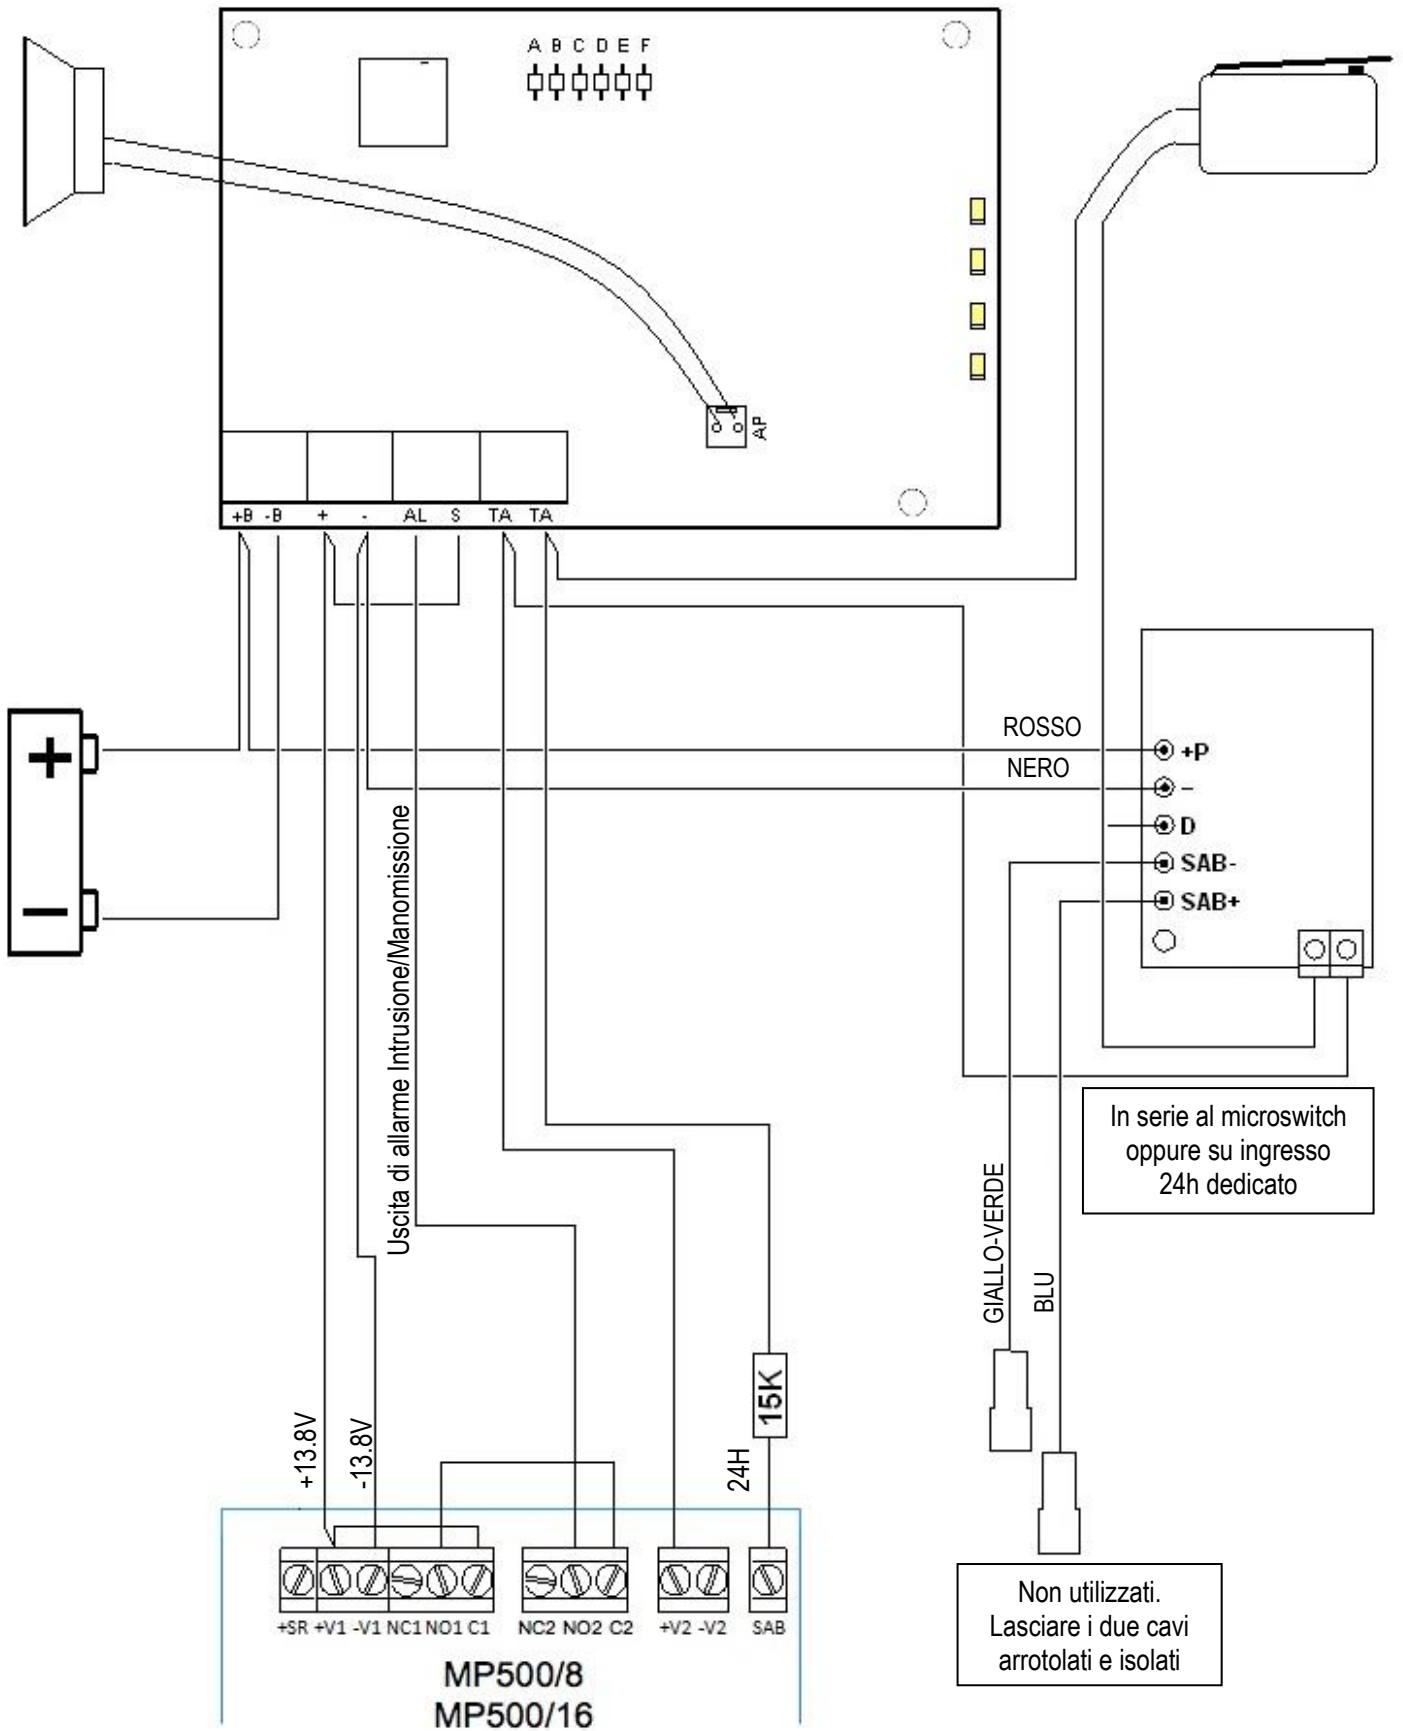 A B C D E F
AP
+B -B + - AL S TA TA
+
−
ROSSO
NERO
+P
–
D
SAB-
SAB+
Uscita di allarme Intrusione/Manomissione
In serie al microswitch
oppure su ingresso
24h dedicato
GIALLO-VERDE
BLU
15K
24H
+13.8V
-13.8V
+SR +V1 -V1 NC1 NO1 C1 NC2 NO2 C2 +V2 -V2 SAB
MP500/8
MP500/16
Non utilizzati.
Lasciare i due cavi
arrotolati e isolati